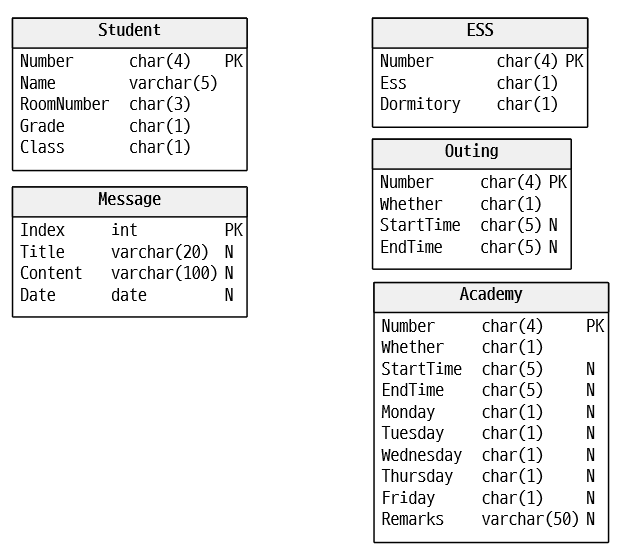 Student
Number char(4) PK
Name varchar(5)
RoomNumber char(3)
Grade char(1)
Class char(1)
Message
Index int PK
Title varchar(20) N
Content varchar(100) N
Date date N
ESS
Number char(4) PK
Ess char(1)
Dormitory char(1)
Outing
Number char(4) PK
Whether char(1)
StartTime char(5) N
EndTime char(5) N
Academy
Number char(4) PK
Whether char(1)
StartTime char(5) N
EndTime char(5) N
Monday char(1) N
Tuesday char(1) N
Wednesday char(1) N
Thursday char(1) N
Friday char(1) N
Remarks varchar(50) N